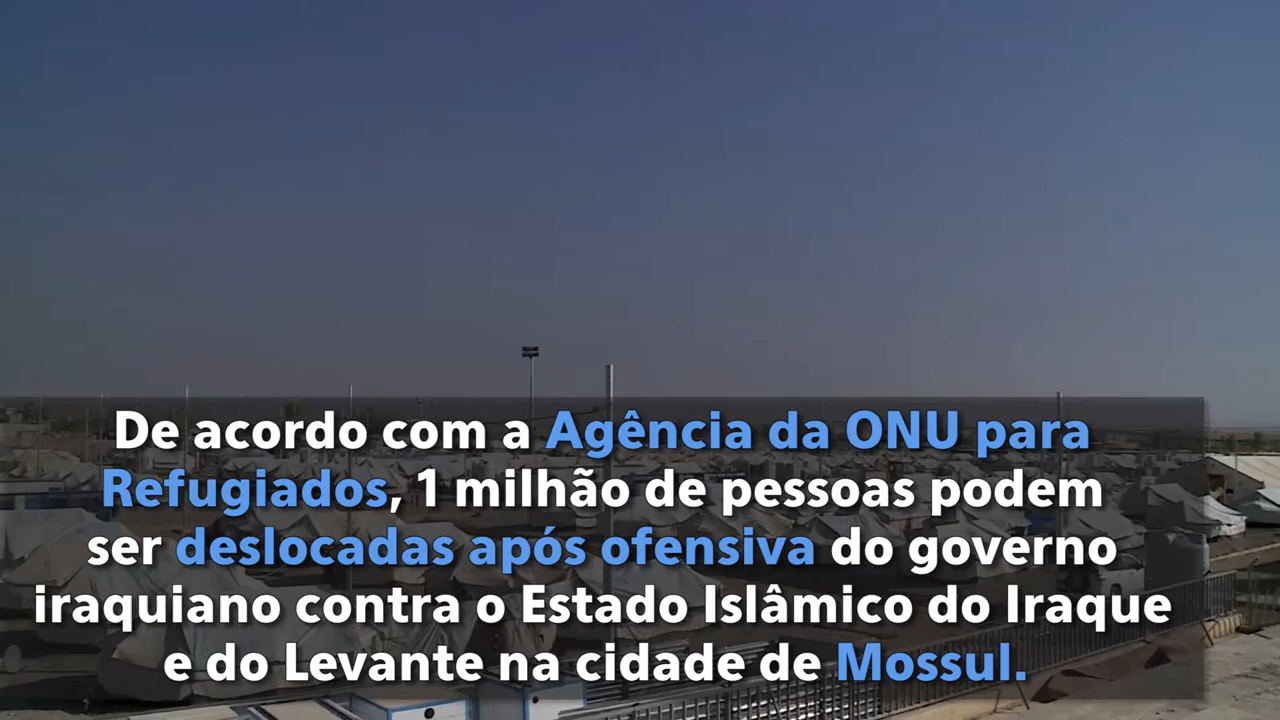 De acordo com a Agência da ONU para
Refugiados, 1 milhão de pessoas podem
ser deslocadas após ofensiva do governo
iraquiano contra o Estado Islâmico do Iraque
e do Levante na cidade de Mossul.